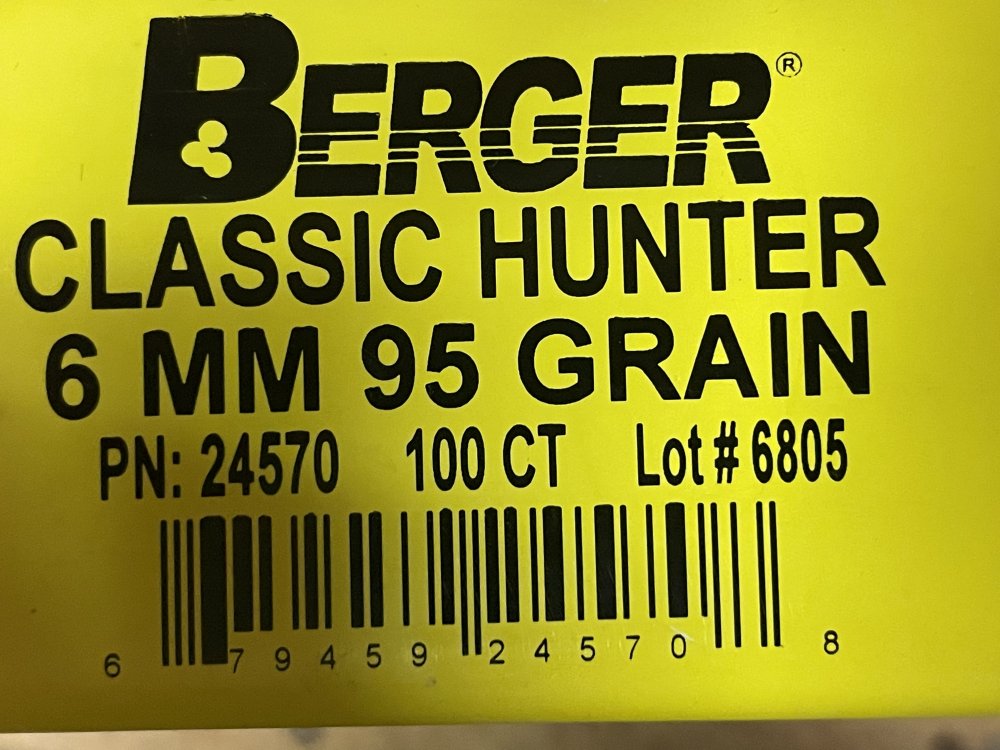 BERGER®
CLASSIC HUNTER
6 MM 95 GRAIN
PN: 24570 100 CT Lot # 6805
6 79459 24570 8